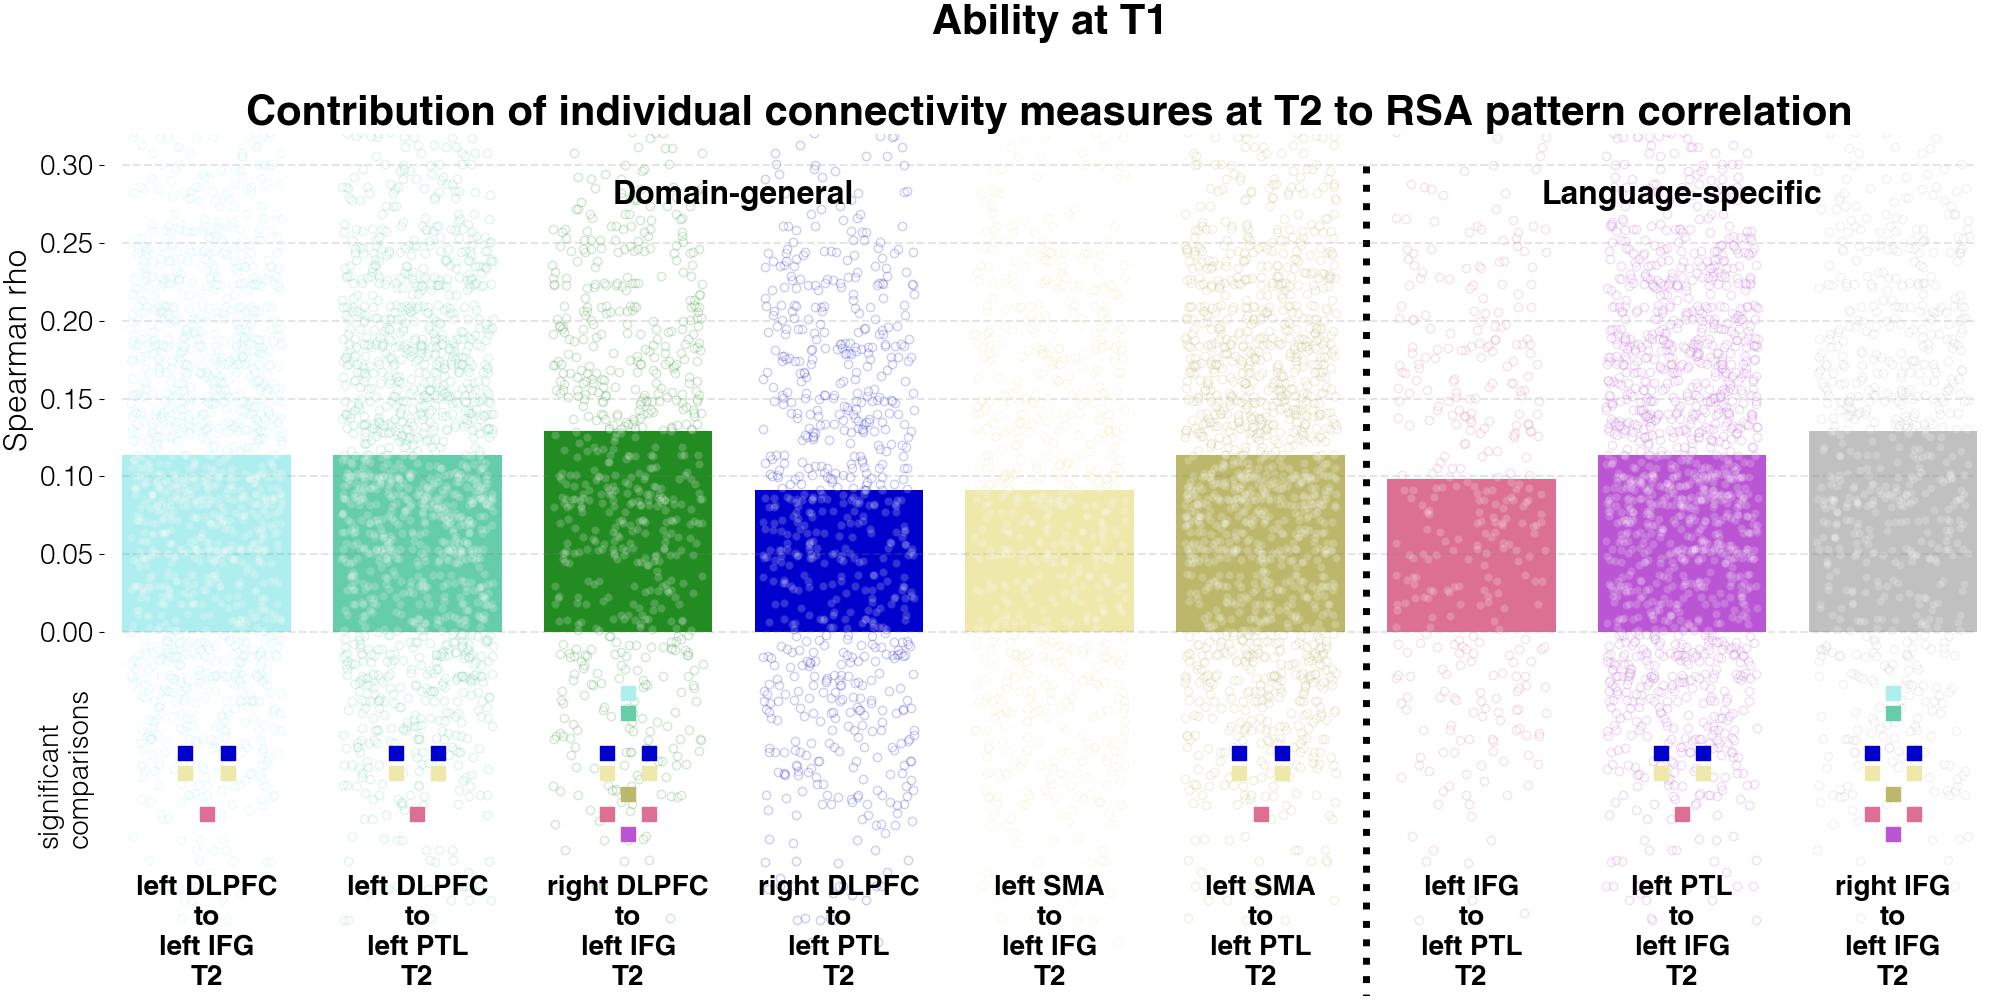 Ability at T1
Contribution of individual connectivity measures at T2 to RSA pattern correlation
Domain-general
Language-specific
Spearman rho
0.30
0.25
0.20
0.15
0.10
0.05
0.00
significant
comparisons
left DLPFC
to
left IFG
T2
left DLPFC
to
left PTL
T2
right DLPFC
to
left IFG
T2
right DLPFC
to
left PTL
T2
left SMA
to
left IFG
T2
left SMA
to
left PTL
T2
left IFG
to
left PTL
T2
left PTL
to
left IFG
T2
right IFG
to
left IFG
T2